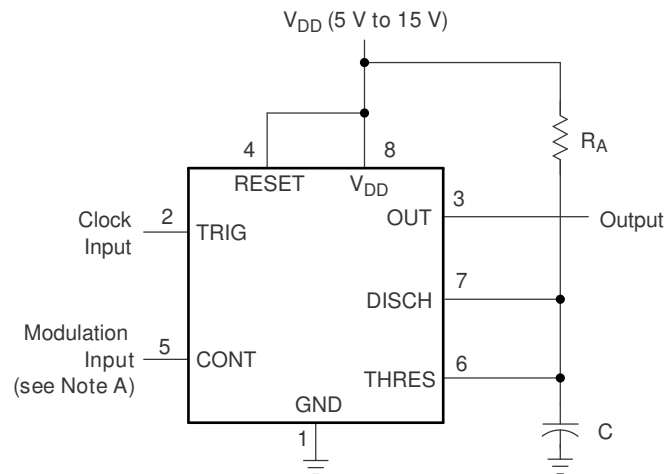 V_DD (5 V to 15 V)
4
8
R_A
RESET
V_DD
3
2
OUT
Output
Clock
Input
TRIG
7
DISCH
Modulation
Input
(see Note A)
5
CONT
6
THRES
GND
1
C